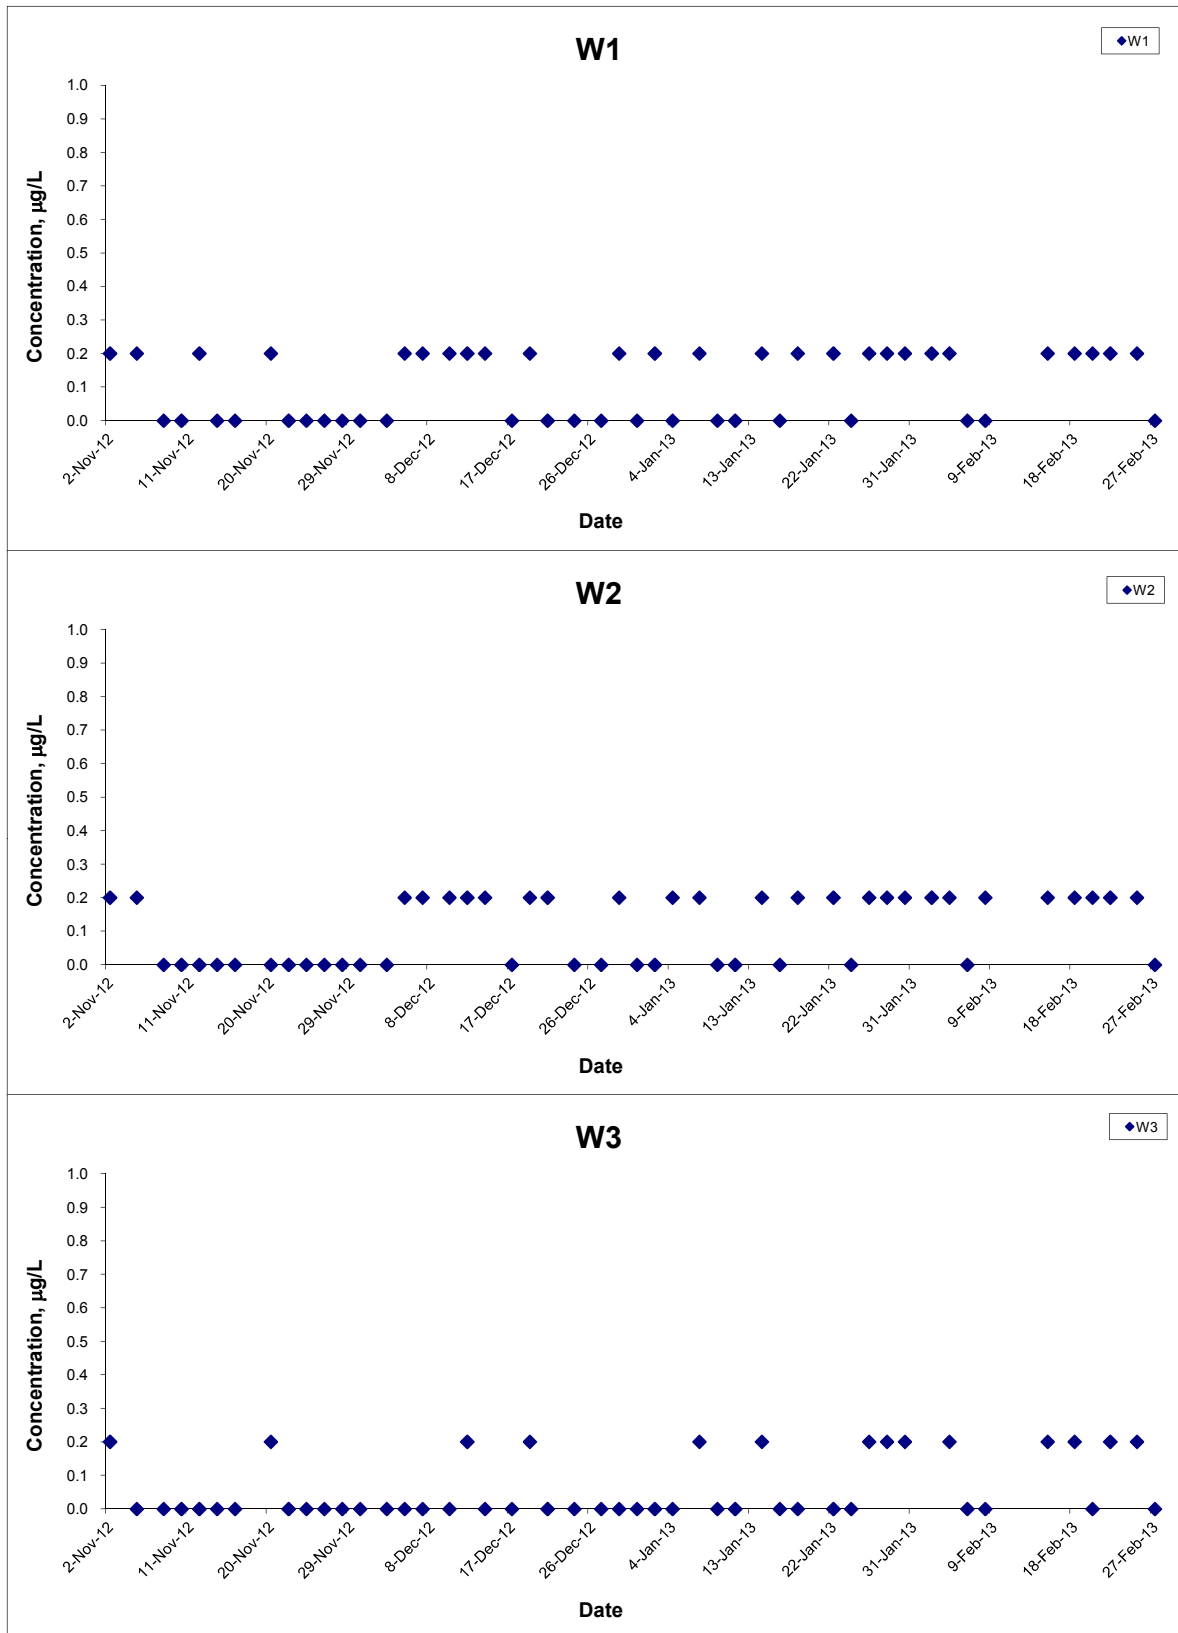 W1
W1
Concentration, µg/L
1.0
0.9
0.8
0.7
0.6
0.5
0.4
0.3
0.2
0.1
0.0
2-Nov-12
11-Nov-12
20-Nov-12
29-Nov-12
8-Dec-12
17-Dec-12
26-Dec-12
4-Jan-13
13-Jan-13
22-Jan-13
31-Jan-13
9-Feb-13
18-Feb-13
27-Feb-13
Date
W2
W2
Concentration, µg/L
1.0
0.9
0.8
0.7
0.6
0.5
0.4
0.3
0.2
0.1
0.0
2-Nov-12
11-Nov-12
20-Nov-12
29-Nov-12
8-Dec-12
17-Dec-12
26-Dec-12
4-Jan-13
13-Jan-13
22-Jan-13
31-Jan-13
9-Feb-13
18-Feb-13
27-Feb-13
Date
W3
W3
Concentration, µg/L
1.0
0.9
0.8
0.7
0.6
0.5
0.4
0.3
0.2
0.1
0.0
2-Nov-12
11-Nov-12
20-Nov-12
29-Nov-12
8-Dec-12
17-Dec-12
26-Dec-12
4-Jan-13
13-Jan-13
22-Jan-13
31-Jan-13
9-Feb-13
18-Feb-13
27-Feb-13
Date